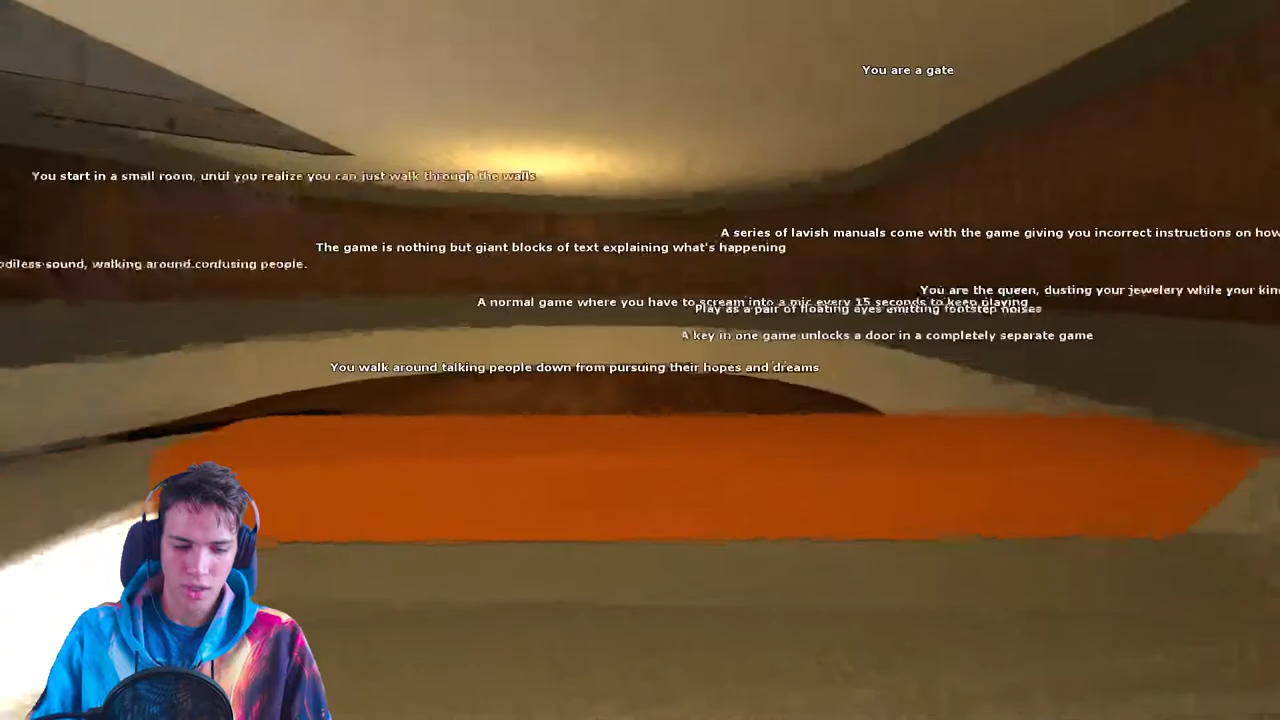 You are a gate
You start in a small room, until you realize you can just walk through the walls
A series of lavish manuals come with the game giving you incorrect instructions on how
The game is nothing but giant blocks of text explaining what's happening
sound, walking around confusing people.
You are the queen, dusting your jewelery while your
A normal game where you have to scream into a mic every 15 seconds to keep playing
Play as a pair of floating eyes emitting footstep noises
A key in one game unlocks a door in a completely separate game
You walk around talking people down from pursuing their hopes and dreams